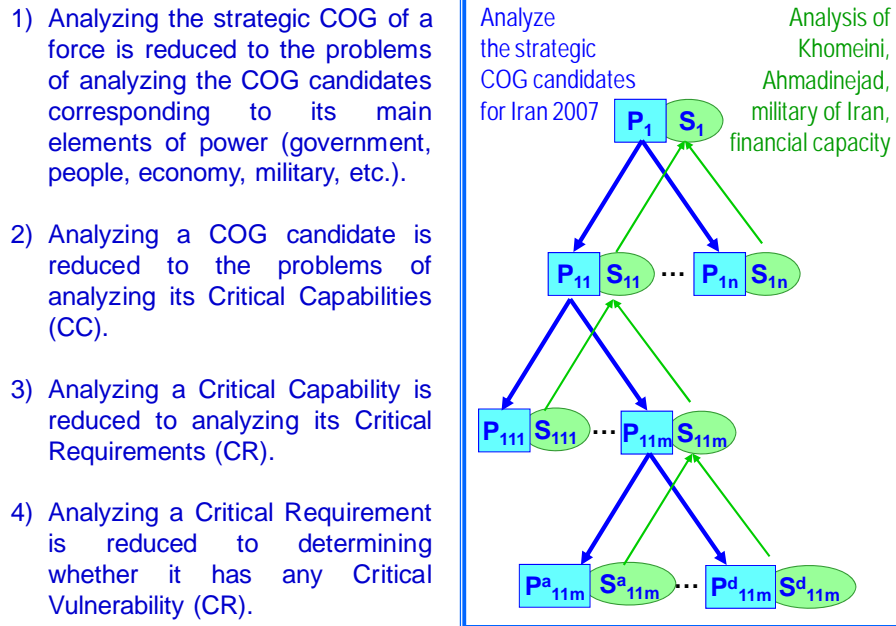 1) Analyzing the strategic COG of a
force is reduced to the problems
of analyzing the COG candidates
corresponding to its main
elements of power (government,
people, economy, military, etc.).
2) Analyzing a COG candidate is
reduced to the problems of
analyzing its Critical Capabilities
(CC).
3) Analyzing a Critical Capability is
reduced to analyzing its Critical
Requirements (CR).
4) Analyzing a Critical Requirement
is reduced to determining
whether it has any Critical
Vulnerability (CR).
Analyze
the strategic
COG candidates
for Iran 2007
Analysis of
Khomeini,
Ahmadinejad,
military of Iran,
financial capacity
P1 S1
P11 S11 ... P1n S1n
P111 S111 ... P11m S11m
Pa11m Sa11m ... Pd11m Sd11m